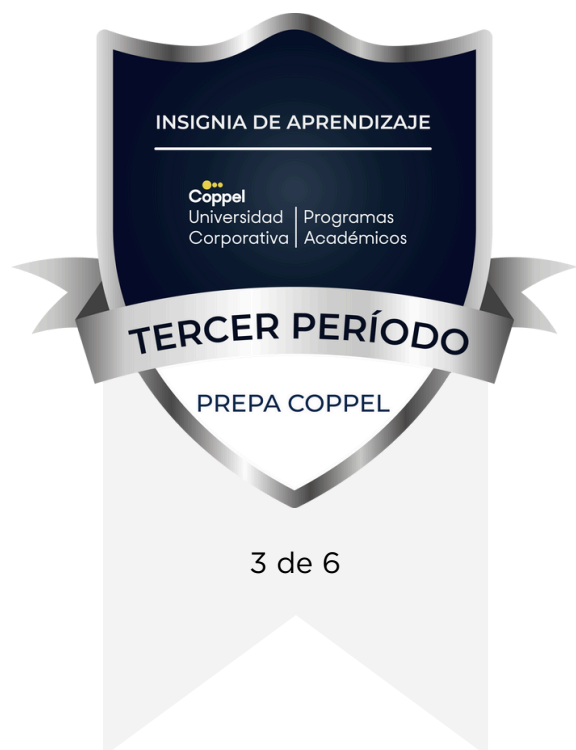 INSIGNIA DE APRENDIZAJE
Coppel
Universidad
Corporativa
Programas
Académicos
TERCER PERÍODO
PREPA COPPEL
3 de 6